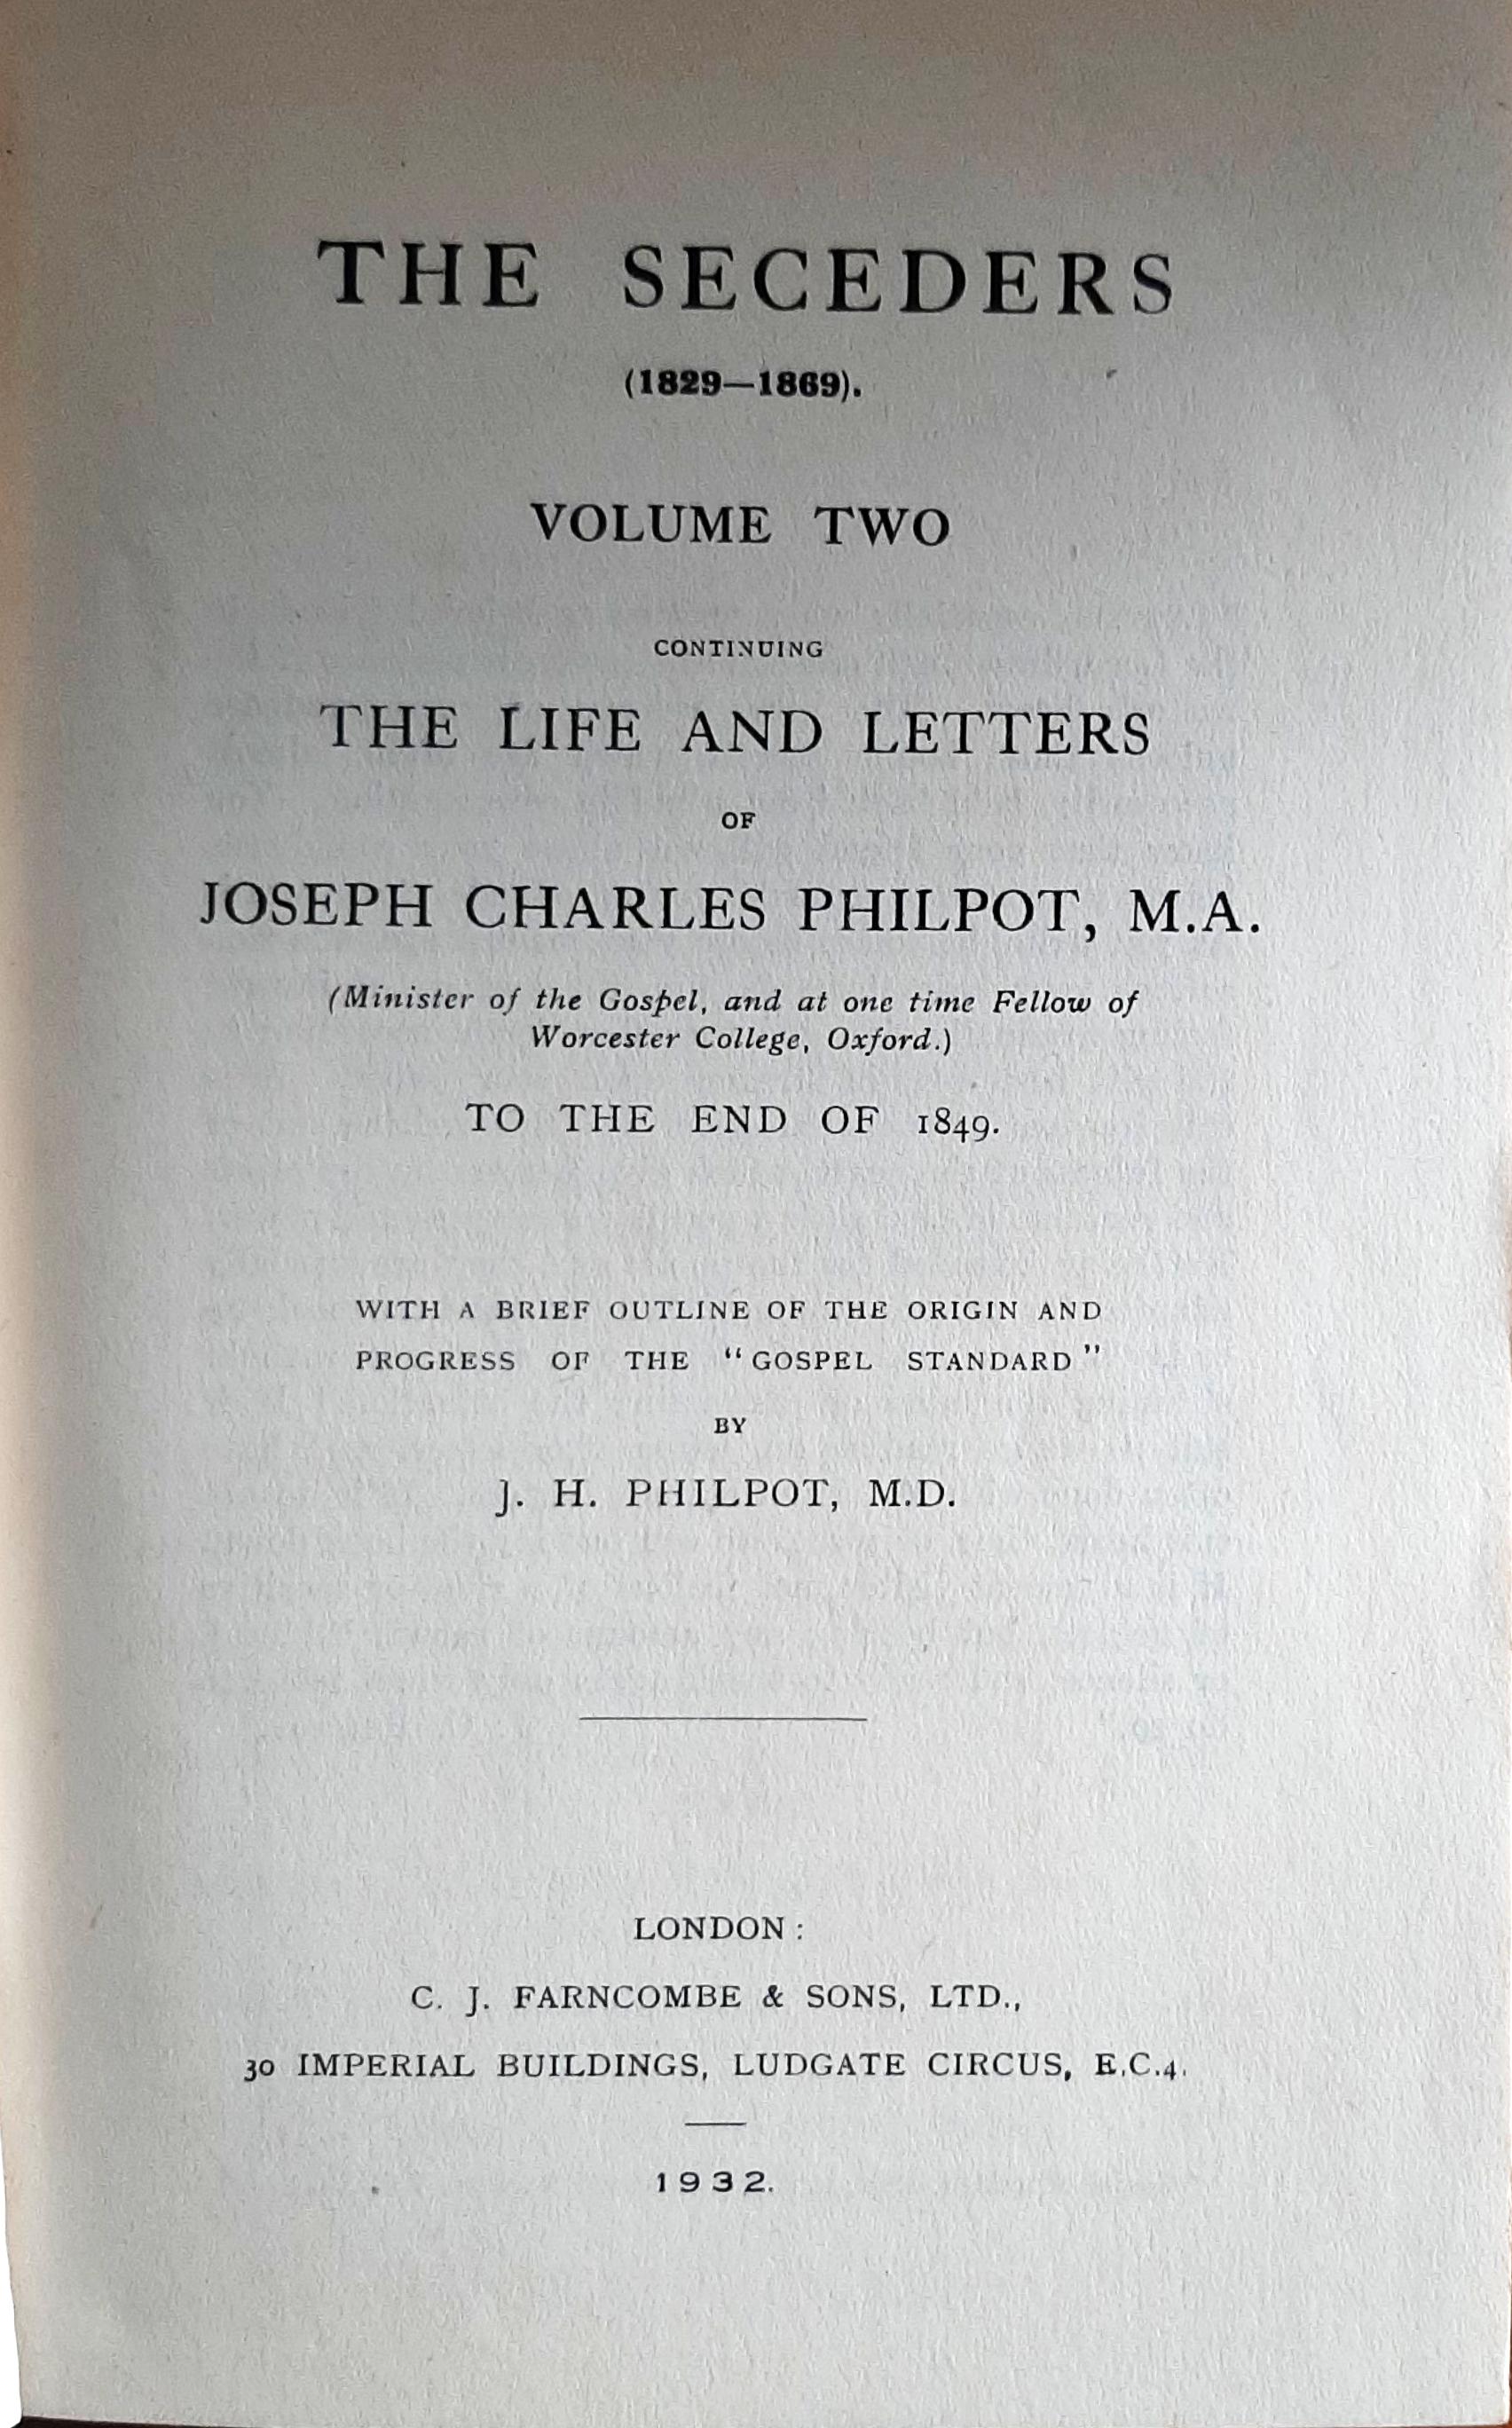 THE SECEDERS
(1829—1869).
VOLUME TWO
CONTINUING
THE LIFE AND LETTERS
OF
JOSEPH CHARLES PHILPOT, M.A.
(Minister of the Gospel, and at one time Fellow of
Worcester College, Oxford.)
TO THE END OF 1849.
WITH A BRIEF OUTLINE OF THE ORIGIN AND
PROGRESS OF THE “GOSPEL STANDARD”
BY
J. H. PHILPOT, M.D.
LONDON:
C. J. FARNCOMBE & SONS, LTD.,
30 IMPERIAL BUILDINGS, LUDGATE CIRCUS, E.C.4.
1932.